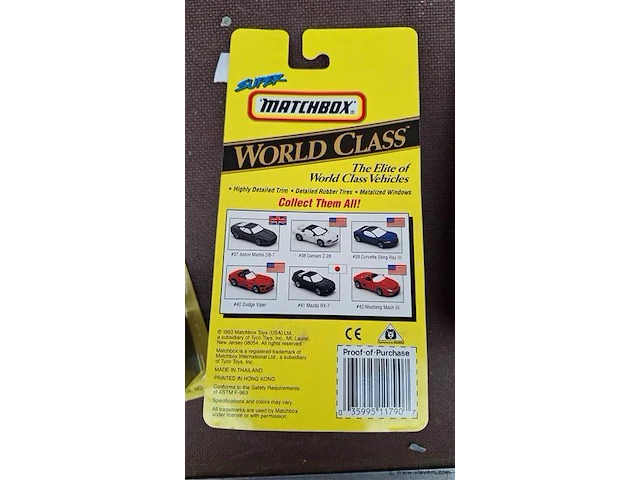 SUPER
MATCHBOX®
WORLD CLASS™
The Elite of
World Class Vehicles
• Highly Detailed Trim • Detailed Rubber Tires • Metalized Windows
Collect Them All!
#37 Aston Martin DB-7
#38 Camaro Z-28
#39 Corvette Sting Ray III
#40 Dodge Viper
#41 Mazda RX-7
#42 Mustang Mach III
© 1993 Matchbox Toys (USA) Ltd.,
a subsidiary of Tyco Toys, Inc., Mt. Laurel,
New Jersey 08054. All rights reserved.
Matchbox is a registered trademark of
Matchbox International Ltd., a subsidiary
of Tyco Toys, Inc.
MADE IN THAILAND
PRINTED IN HONG KONG
Conforms to the Safety Requirements
of ASTM F-963
Specifications and colors may vary.
All trademarks are used by Matchbox
under license or with permission.
CE
Proof-of-Purchase
0 35995 11790 7